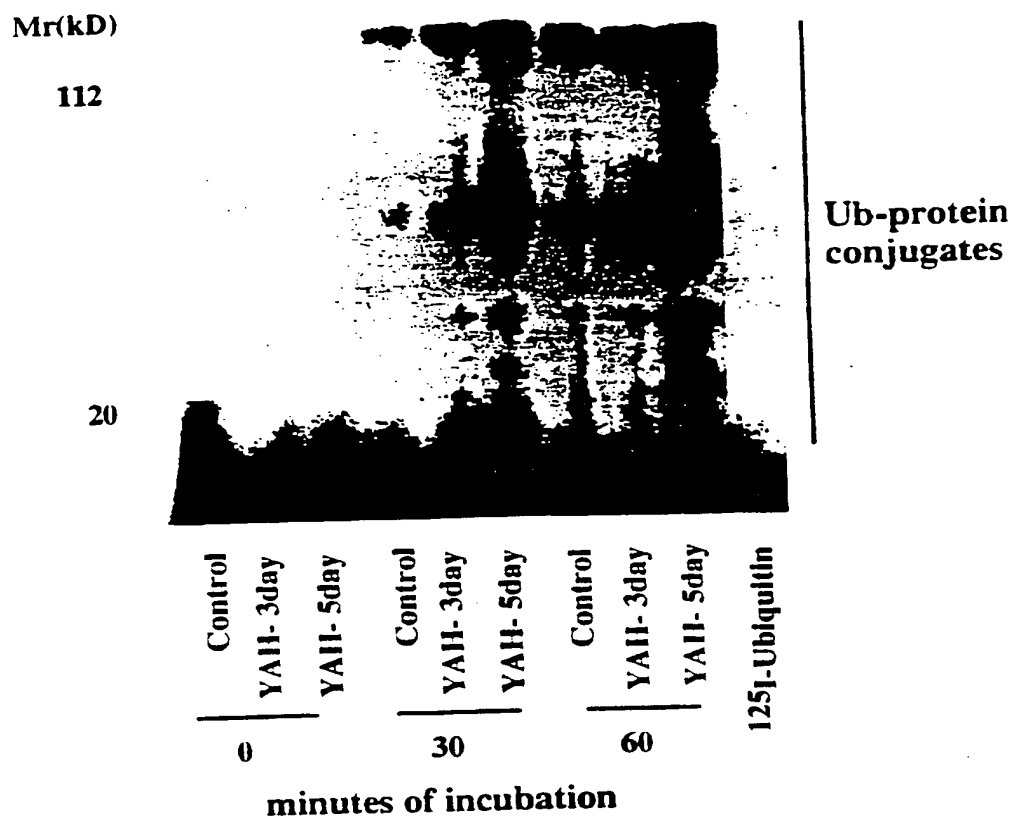 Mr(kD)
112
20
Ub-protein
conjugates
Control
YAH- 3day
YAH- 5day
Control
YAH- 3day
YAH- 5day
Control
YAH- 3day
YAH- 5day
125I-Ubiquitin
0
30
60
minutes of incubation